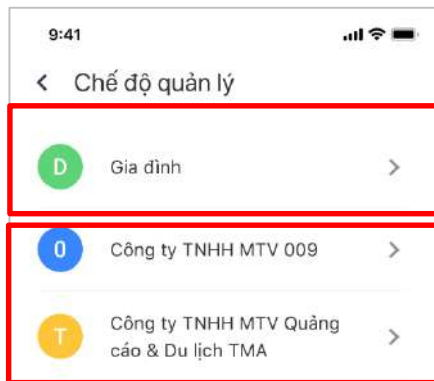 9:41
Chế độ quản lý
D
Gia đình
0
Công ty TNHH MTV 009
T
Công ty TNHH MTV Quảng
cáo & Du lịch TMA